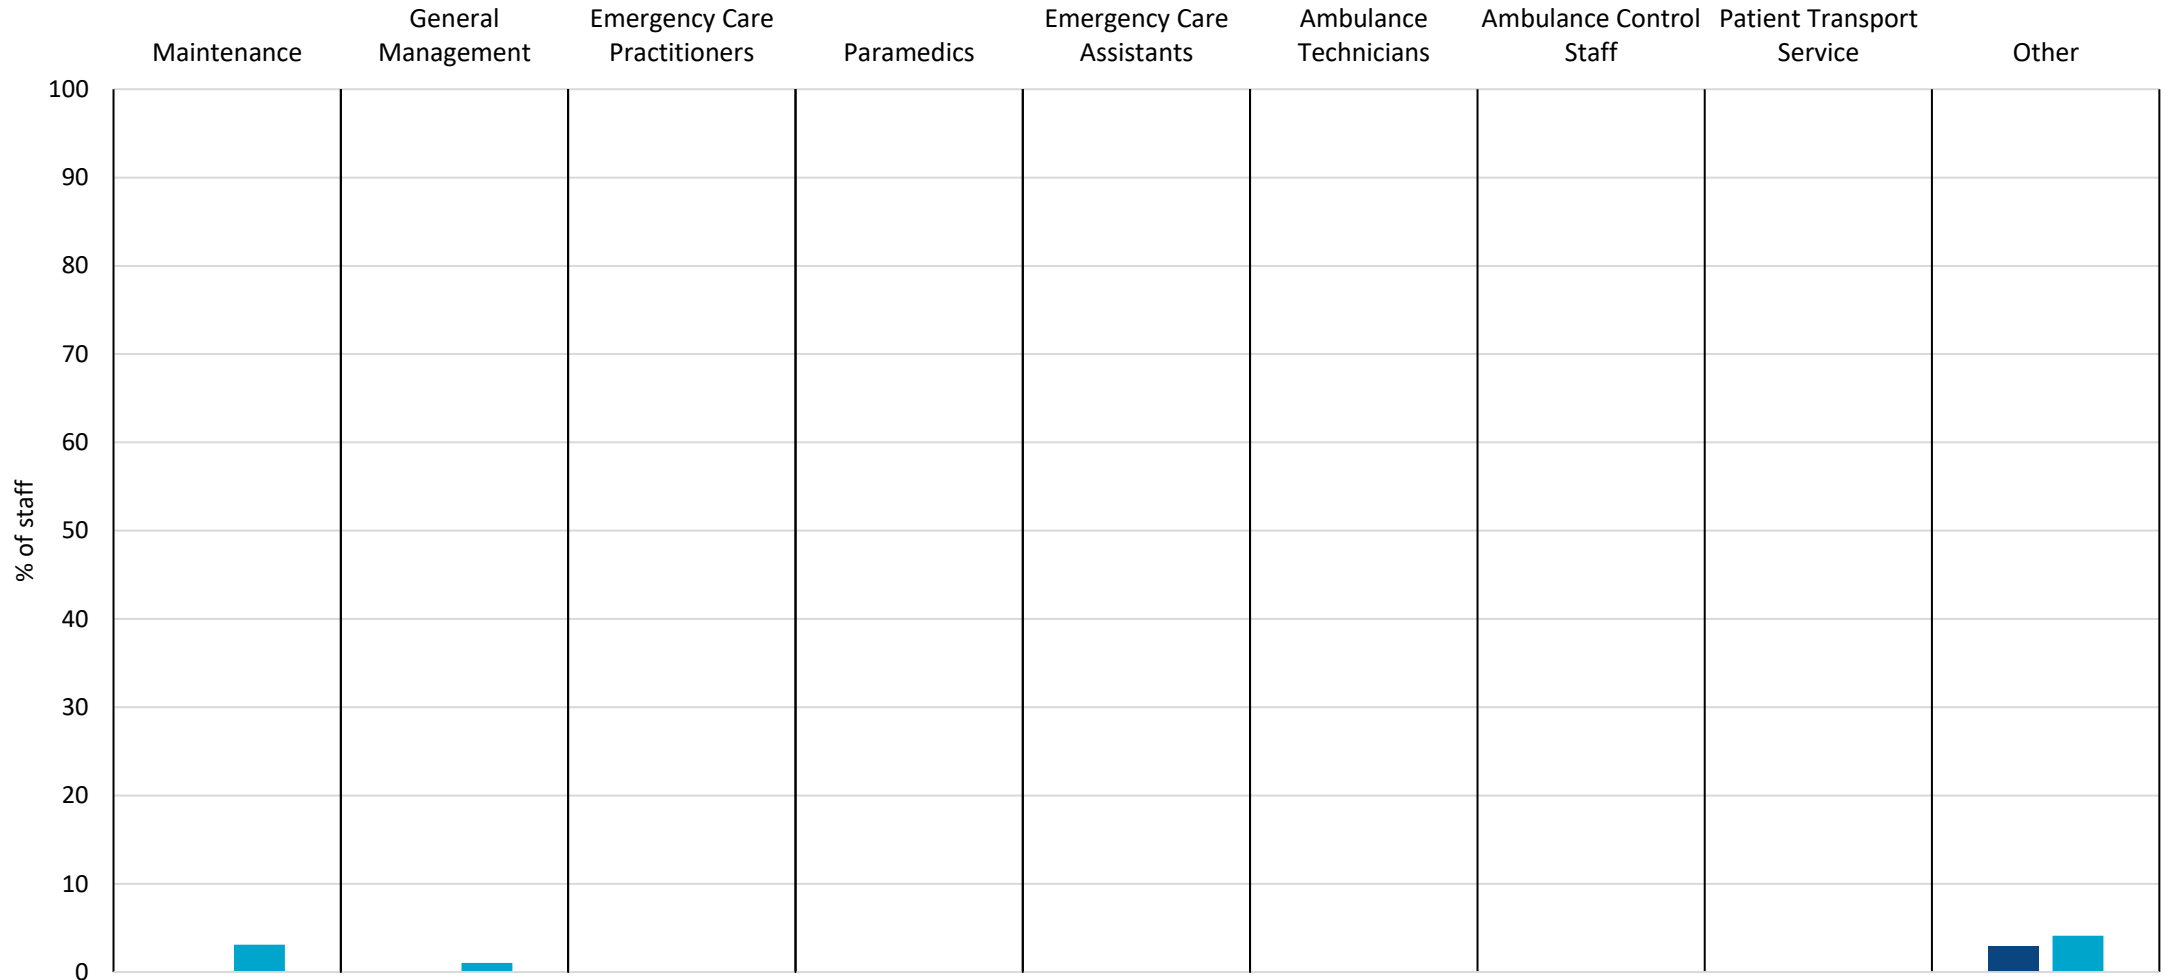 General
Emergency Care
Emergency Care
Ambulance
Ambulance Control
Patient Transport
Maintenance
Management
Practitioners
Paramedics
Assistants
Technicians
Staff
Service
Other
100
90
80
70
60
50
40
30
20
10
0
% of staff